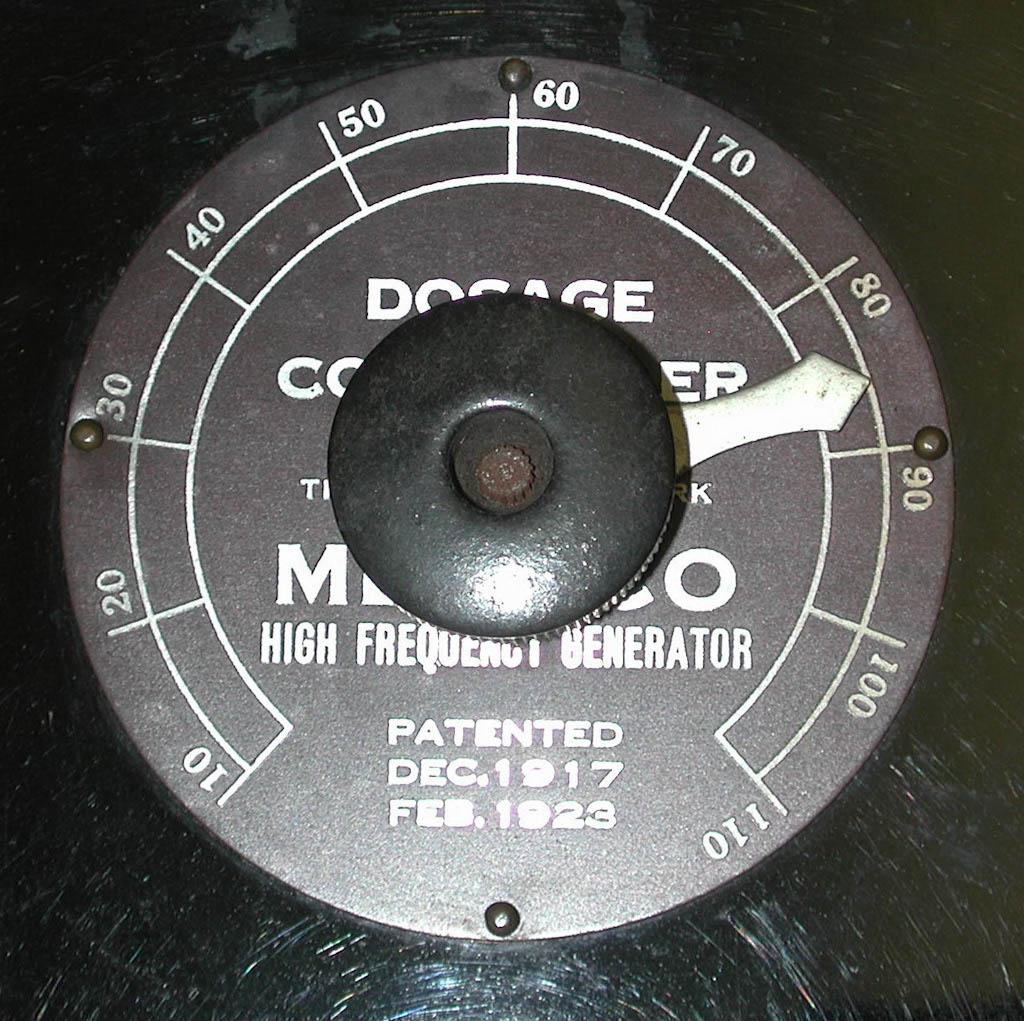 10
20
30
40
50
60
70
80
90
100
110
DOSAGE
HIGH FREQUENCY GENERATOR
PATENTED
DEC. 1917
FEB. 1923